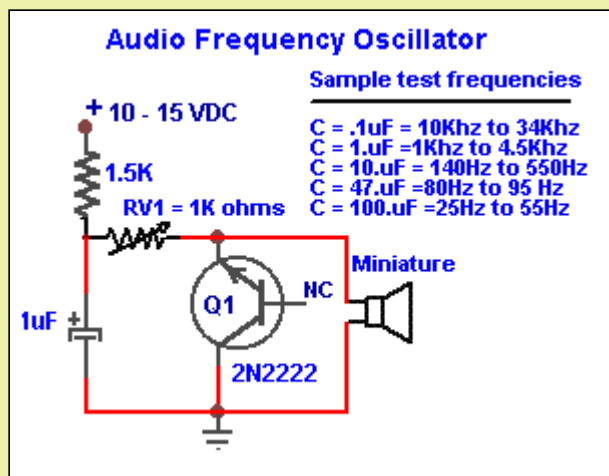 Audio Frequency Oscillator
Sample test frequencies
+ 10 - 15 VDC
C = .1uF = 10Khz to 34Khz
C = 1.uF =1Khz to 4.5Khz
C = 10.uF = 140Hz to 550Hz
C = 47.uF =80Hz to 95 Hz
C = 100.uF =25Hz to 55Hz
1.5K
RV1 = 1K ohms
Miniature
Q1
NC
1uF +
2N2222